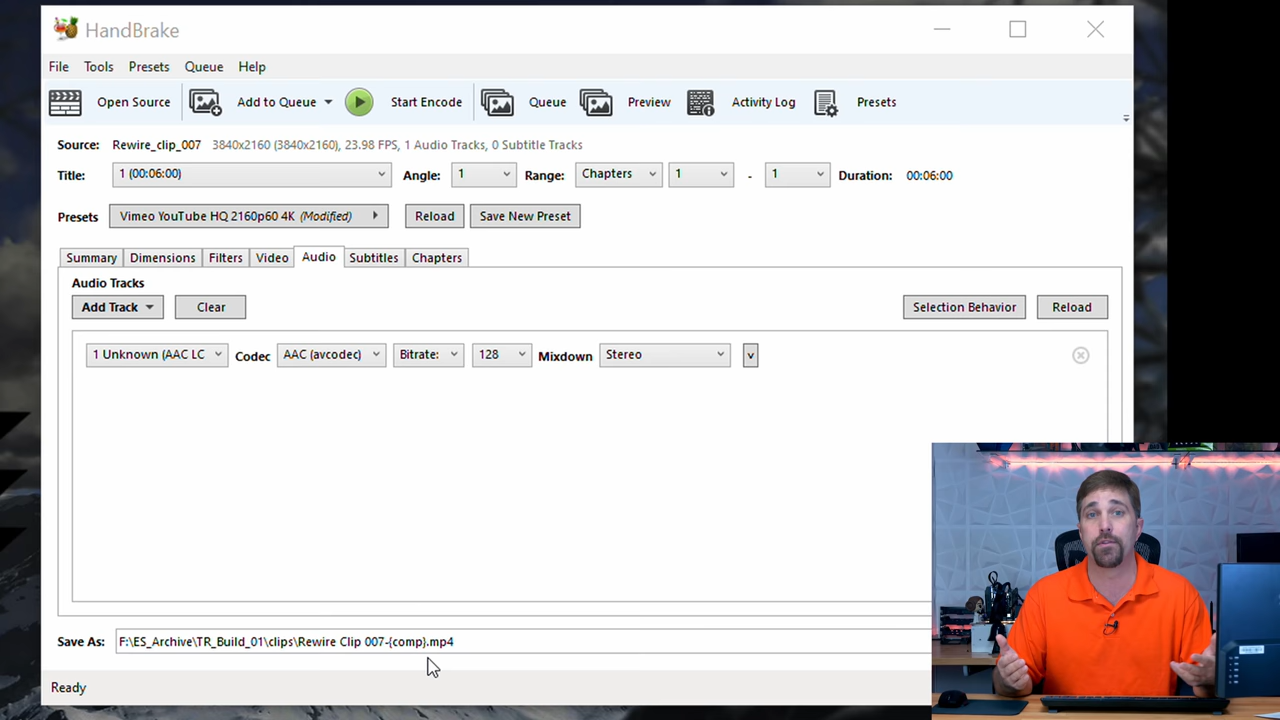 HandBrake
File Tools Presets Queue Help
Open Source Add to Queue Start Encode Queue Preview Activity Log Presets
Source: Rewire_clip_007 3840x2160 (3840x2160), 23.98 FPS, 1 Audio Tracks, 0 Subtitle Tracks
Title: 1 (00:06:00) Angle: 1 Range: Chapters 1 - 1 Duration: 00:06:00
Presets Vimeo YouTube HQ 2160p60 4K (Modified) Reload Save New Preset
Summary Dimensions Filters Video Audio Subtitles Chapters
Audio Tracks
Add Track Clear Selection Behavior Reload
1 Unknown (AAC LC Codec AAC (avcodec) Bitrate: 128 Mixdown Stereo v
Save As: F:\ES_Archive\TR_Build_01\clips\Rewire Clip 007-{comp}.mp4
Ready